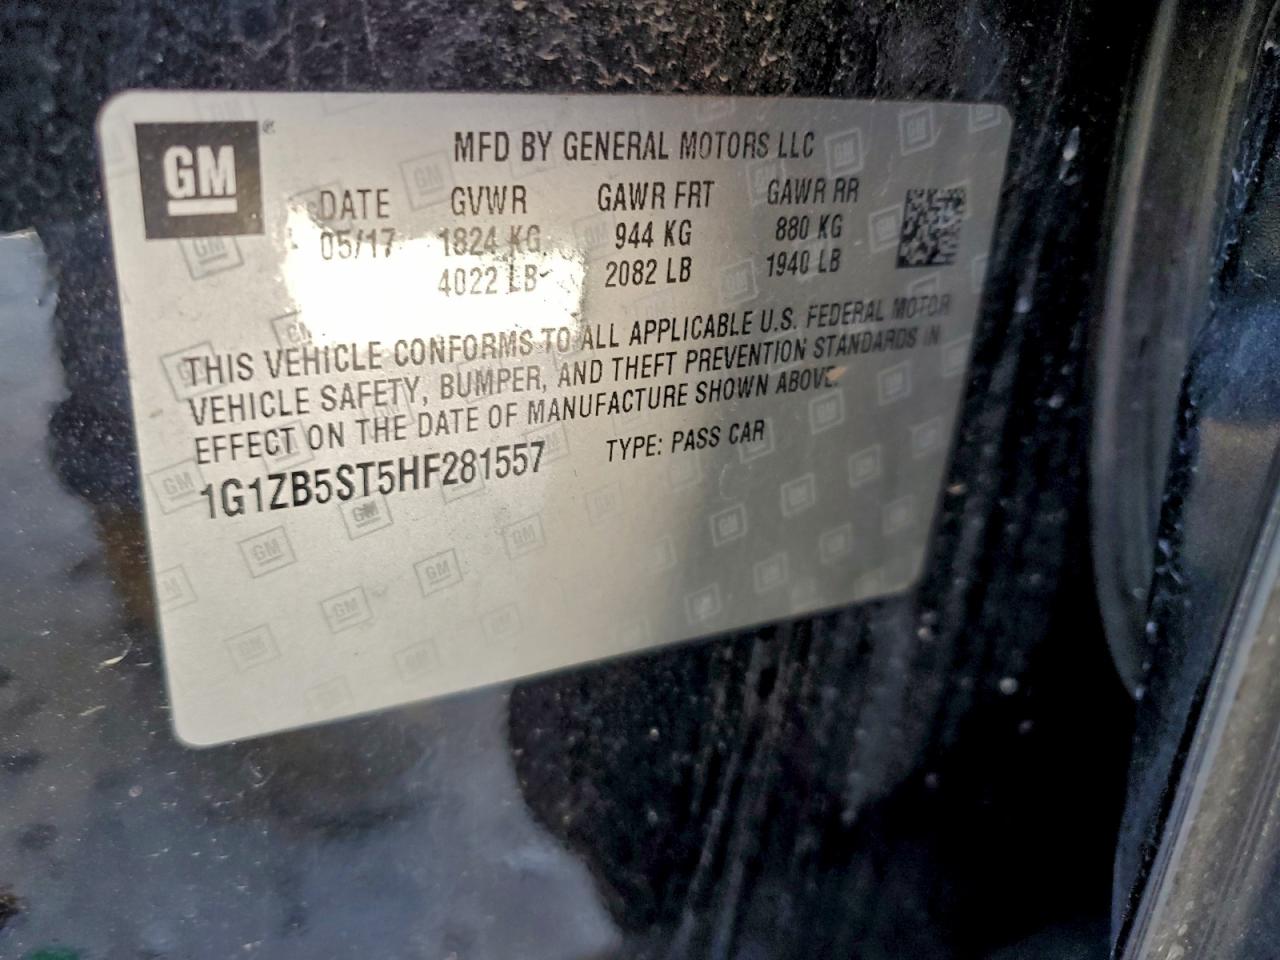 GM
MFD BY GENERAL MOTORS LLC
DATE GVWR GAWR FRT GAWR RR
05/17 1824 KG 944 KG 880 KG
4022 LB 2082 LB 1940 LB
THIS VEHICLE CONFORMS TO ALL APPLICABLE U.S. FEDERAL MOTOR
VEHICLE SAFETY, BUMPER, AND THEFT PREVENTION STANDARDS IN
EFFECT ON THE DATE OF MANUFACTURE SHOWN ABOVE.
1G1ZB5ST5HF281557 TYPE: PASS CAR